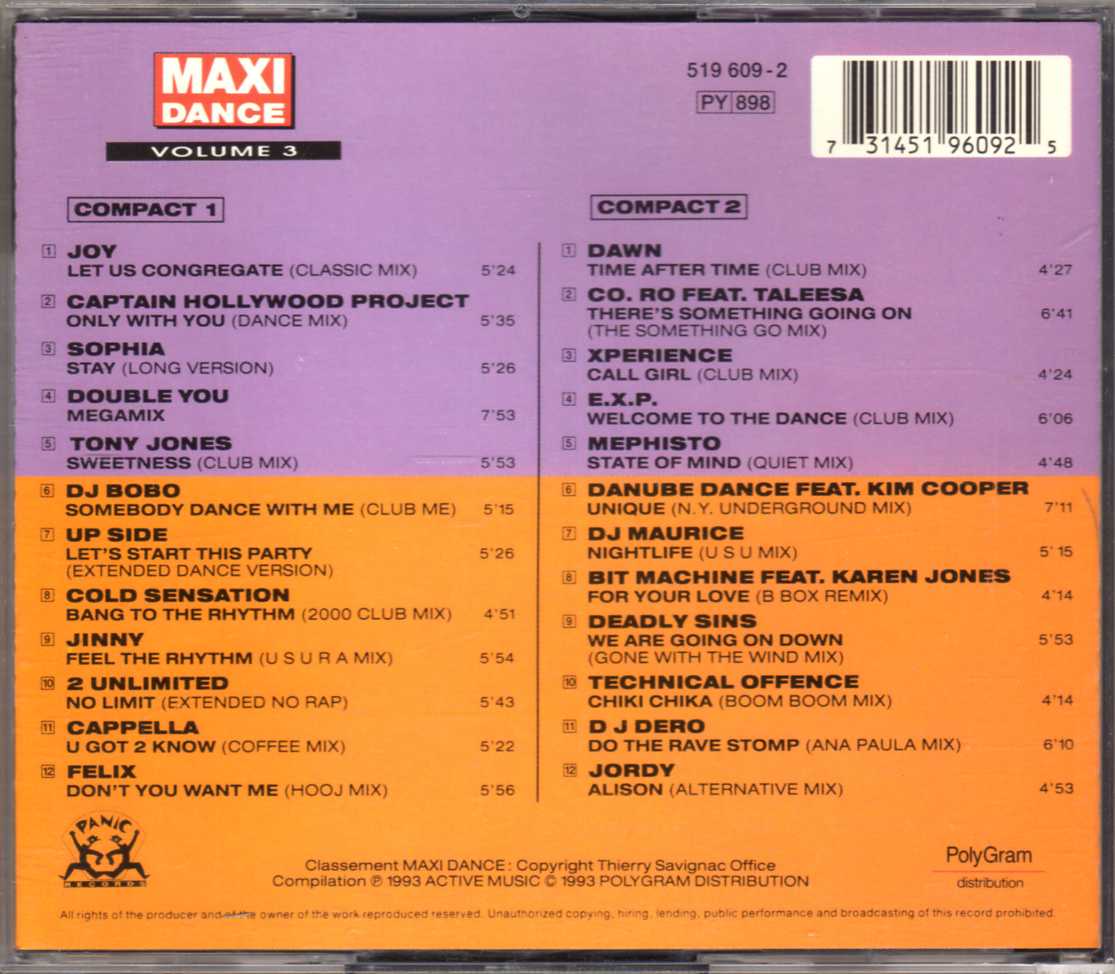 MAXI
DANCE
VOLUME 3
519 609-2
PY 898
7 31451 96092 5
COMPACT 1
1 JOY
LET US CONGREGATE (CLASSIC MIX) 5'24
2 CAPTAIN HOLLYWOOD PROJECT
ONLY WITH YOU (DANCE MIX) 5'35
3 SOPHIA
STAY (LONG VERSION) 5'26
4 DOUBLE YOU
MEGAMIX 7'53
5 TONY JONES
SWEETNESS (CLUB MIX) 5'53
6 DJ BOBO
SOMEBODY DANCE WITH ME (CLUB ME) 5'15
7 UP SIDE
LET'S START THIS PARTY 5'26
(EXTENDED DANCE VERSION)
8 COLD SENSATION
BANG TO THE RHYTHM (2000 CLUB MIX) 4'51
9 JINNY
FEEL THE RHYTHM (U S U R A MIX) 5'54
10 2 UNLIMITED
NO LIMIT (EXTENDED NO RAP) 5'43
11 CAPPELLA
U GOT 2 KNOW (COFFEE MIX) 5'22
12 FELIX
DON'T YOU WANT ME (HOOJ MIX) 5'56
COMPACT 2
1 DAWN
TIME AFTER TIME (CLUB MIX) 4'27
2 CO. RO FEAT. TALEESA
THERE'S SOMETHING GOING ON 6'41
(THE SOMETHING GO MIX)
3 XPERIENCE
CALL GIRL (CLUB MIX) 4'24
4 E.X.P.
WELCOME TO THE DANCE (CLUB MIX) 6'06
5 MEPHISTO
STATE OF MIND (QUIET MIX) 4'48
6 DANUBE DANCE FEAT. KIM COOPER
UNIQUE (N.Y. UNDERGROUND MIX) 7'11
7 DJ MAURICE
NIGHTLIFE (U S U MIX) 5'15
8 BIT MACHINE FEAT. KAREN JONES
FOR YOUR LOVE (B BOX REMIX) 4'14
9 DEADLY SINS
WE ARE GOING ON DOWN 5'53
(GONE WITH THE WIND MIX)
10 TECHNICAL OFFENCE
CHIKI CHIKA (BOOM BOOM MIX) 4'14
11 D J DERO
DO THE RAVE STOMP (ANA PAULA MIX) 6'10
12 JORDY
ALISON (ALTERNATIVE MIX) 4'53
PANIC
RECORDS
Classement MAXI DANCE : Copyright Thierry Savignac Office
Compilation ℗ 1993 ACTIVE MUSIC © 1993 POLYGRAM DISTRIBUTION
PolyGram
distribution
All rights of the producer and of the owner of the work reproduced reserved. Unauthorized copying, hiring, lending, public performance and broadcasting of this record prohibited.